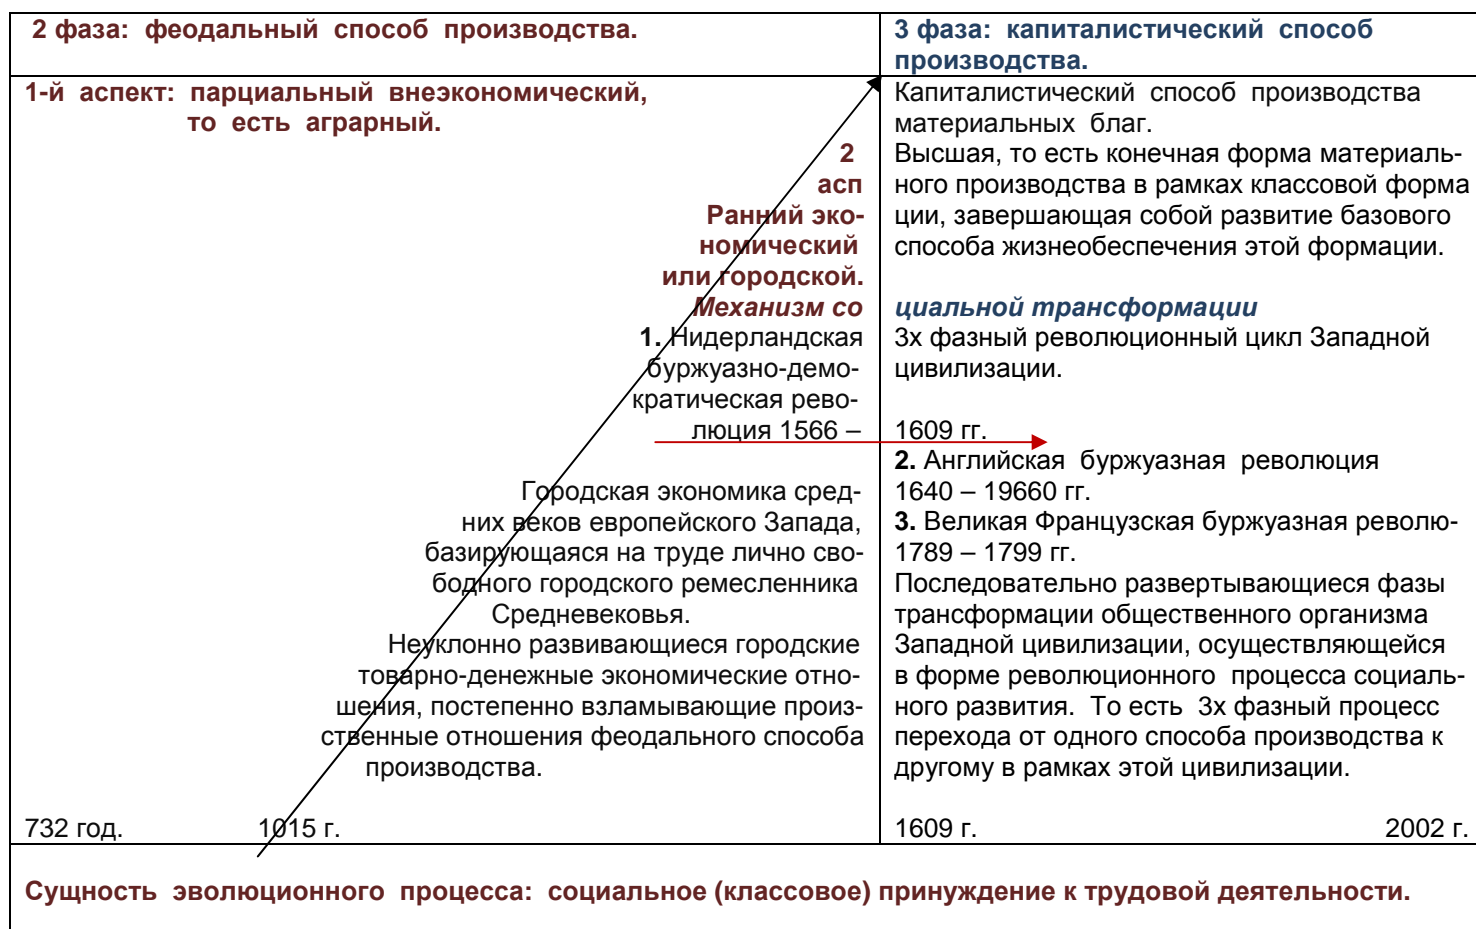 2 фаза: феодальный способ производства.
1-й аспект: парциальный внеэкономический,
то есть аграрный.
2
асп
Ранний эко-
номический
или городской.
Механизм со
1. Нидерландская
буржуазно-демо-
кратическая рево-
люция 1566 –
Городская экономика сред-
них веков европейского Запада,
базирующаяся на труде лично сво-
бодного городского ремесленника
Средневековья.
Неуклонно развивающиеся городские
товарно-денежные экономические отно-
шения, постепенно взламывающие произ-
ственные отношения феодального способа
производства.
732 год. 1015 г.
3 фаза: капиталистический способ
производства.
Капиталистический способ производства
материальных благ.
Высшая, то есть конечная форма материаль-
ного производства в рамках классовой форма
ции, завершающая собой развитие базового
способа жизнеобеспечения этой формации.
циальной трансформации
3х фазный революционный цикл Западной
цивилизации.
1609 гг.
2. Английская буржуазная революция
1640 – 19660 гг.
3. Великая Французская буржуазная револю-
1789 – 1799 гг.
Последовательно развертывающиеся фазы
трансформации общественного организма
Западной цивилизации, осуществляющейся
в форме революционного процесса социаль-
ного развития. То есть 3х фазный процесс
перехода от одного способа производства к
другому в рамках этой цивилизации.
1609 г. 2002 г.
Сущность эволюционного процесса: социальное (классовое) принуждение к трудовой деятельности.